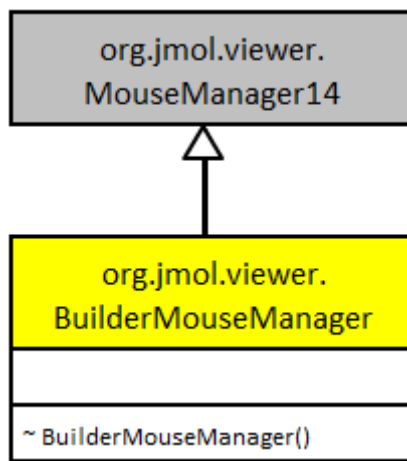 org.jmol.viewer.
MouseManager14
org.jmol.viewer.
BuilderMouseManager
~ BuilderMouseManager()